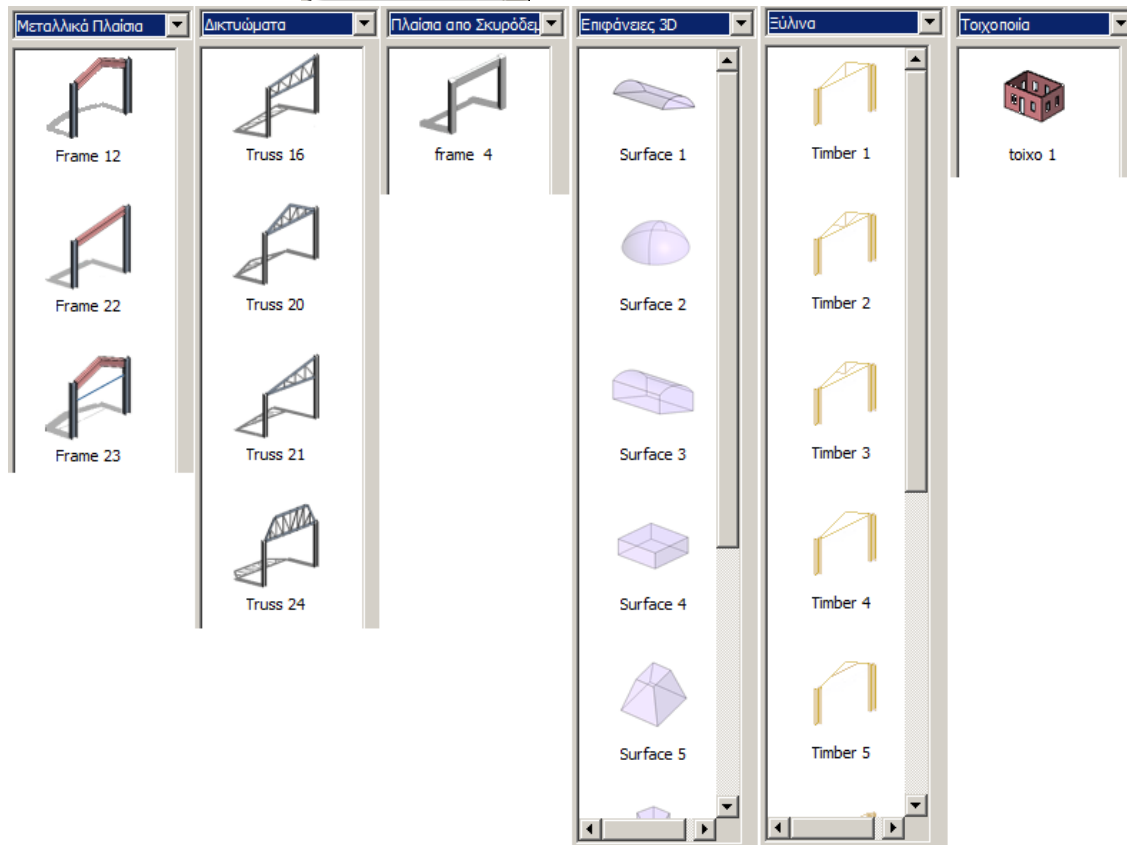 Μεταλλικά Πλαίσια
Frame 12
Frame 22
Frame 23
Δικτυώματα
Truss 16
Truss 20
Truss 21
Truss 24
Πλαίσια απο Σκυρόδεμ
frame 4
Επιφάνειες 3D
Surface 1
Surface 2
Surface 3
Surface 4
Surface 5
Ξύλινα
Timber 1
Timber 2
Timber 3
Timber 4
Timber 5
Τοιχοποιία
toixo 1